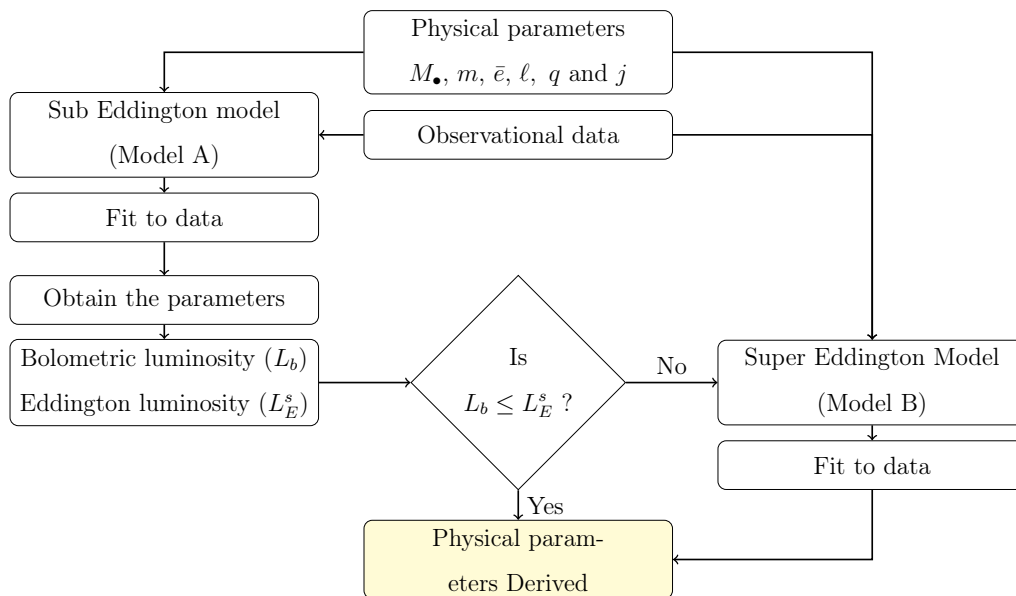 Physical parameters
M•, m, ē, ℓ, q and j
Sub Eddington model
(Model A)
Observational data
Fit to data
Obtain the parameters
Bolometric luminosity (L_b)
Eddington luminosity (L_E^s)
Is
L_b ≤ L_E^s ?
No
Super Eddington Model
(Model B)
Fit to data
Yes
Physical param-
eters Derived